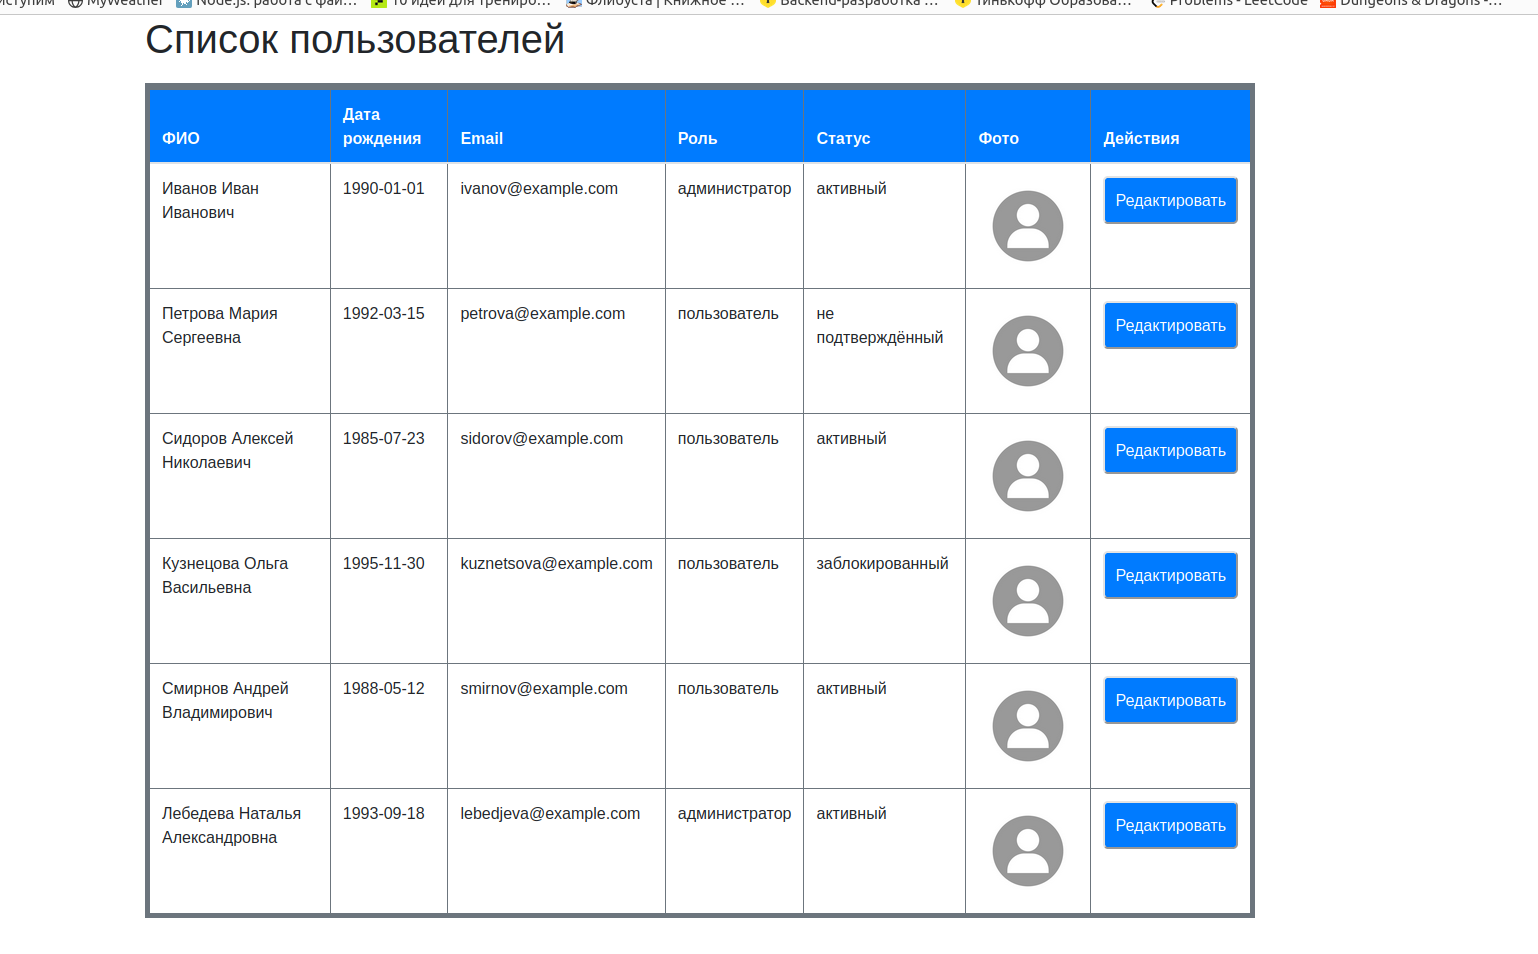 MyWeather Node.js: работа с фай… 10 идей для трениро… Флибуста | Книжное … Backend-разработка … Тинькофф Образова… Problems - LeetCode Dungeons & Dragons -…
Список пользователей
ФИО Дата рождения Email Роль Статус Фото Действия
Иванов Иван 1990-01-01 ivanov@example.com администратор активный Редактировать
Иванович
Петрова Мария 1992-03-15 petrova@example.com пользователь не Редактировать
Сергеевна подтверждённый
Сидоров Алексей 1985-07-23 sidorov@example.com пользователь активный Редактировать
Николаевич
Кузнецова Ольга 1995-11-30 kuznetsova@example.com пользователь заблокированный Редактировать
Васильевна
Смирнов Андрей 1988-05-12 smirnov@example.com пользователь активный Редактировать
Владимирович
Лебедева Наталья 1993-09-18 lebedjeva@example.com администратор активный Редактировать
Александровна